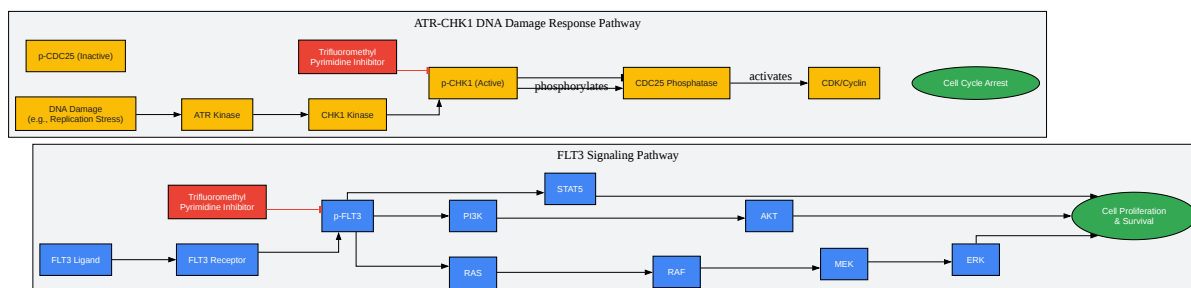 ATR-CHK1 DNA Damage Response Pathway
p-CDC25 (Inactive)
Trifluoromethyl
Pyrimidine Inhibitor
p-CHK1 (Active)
phosphorylates
CDC25 Phosphatase
activates
CDK/Cyclin
Cell Cycle Arrest
DNA Damage
(e.g., Replication Stress)
ATR Kinase
CHK1 Kinase
FLT3 Signaling Pathway
Trifluoromethyl
Pyrimidine Inhibitor
STAT5
p-FLT3
PI3K
AKT
Cell Proliferation
& Survival
FLT3 Ligand
FLT3 Receptor
RAS
RAF
MEK
ERK